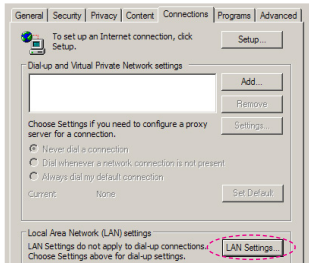 General Security Privacy Content Connections Programs Advanced
To set up an Internet connection, click
Setup.
Setup...
Dial-up and Virtual Private Network settings
Add...
Remove
Choose Settings if you need to configure a proxy
server for a connection.
Settings...
Never dial a connection
Dial whenever a network connection is not present
Always dial my default connection
Current
None
Set Default
Local Area Network (LAN) settings
LAN Settings do not apply to dial-up connections.
Choose Settings above for dial-up settings.
LAN Settings...